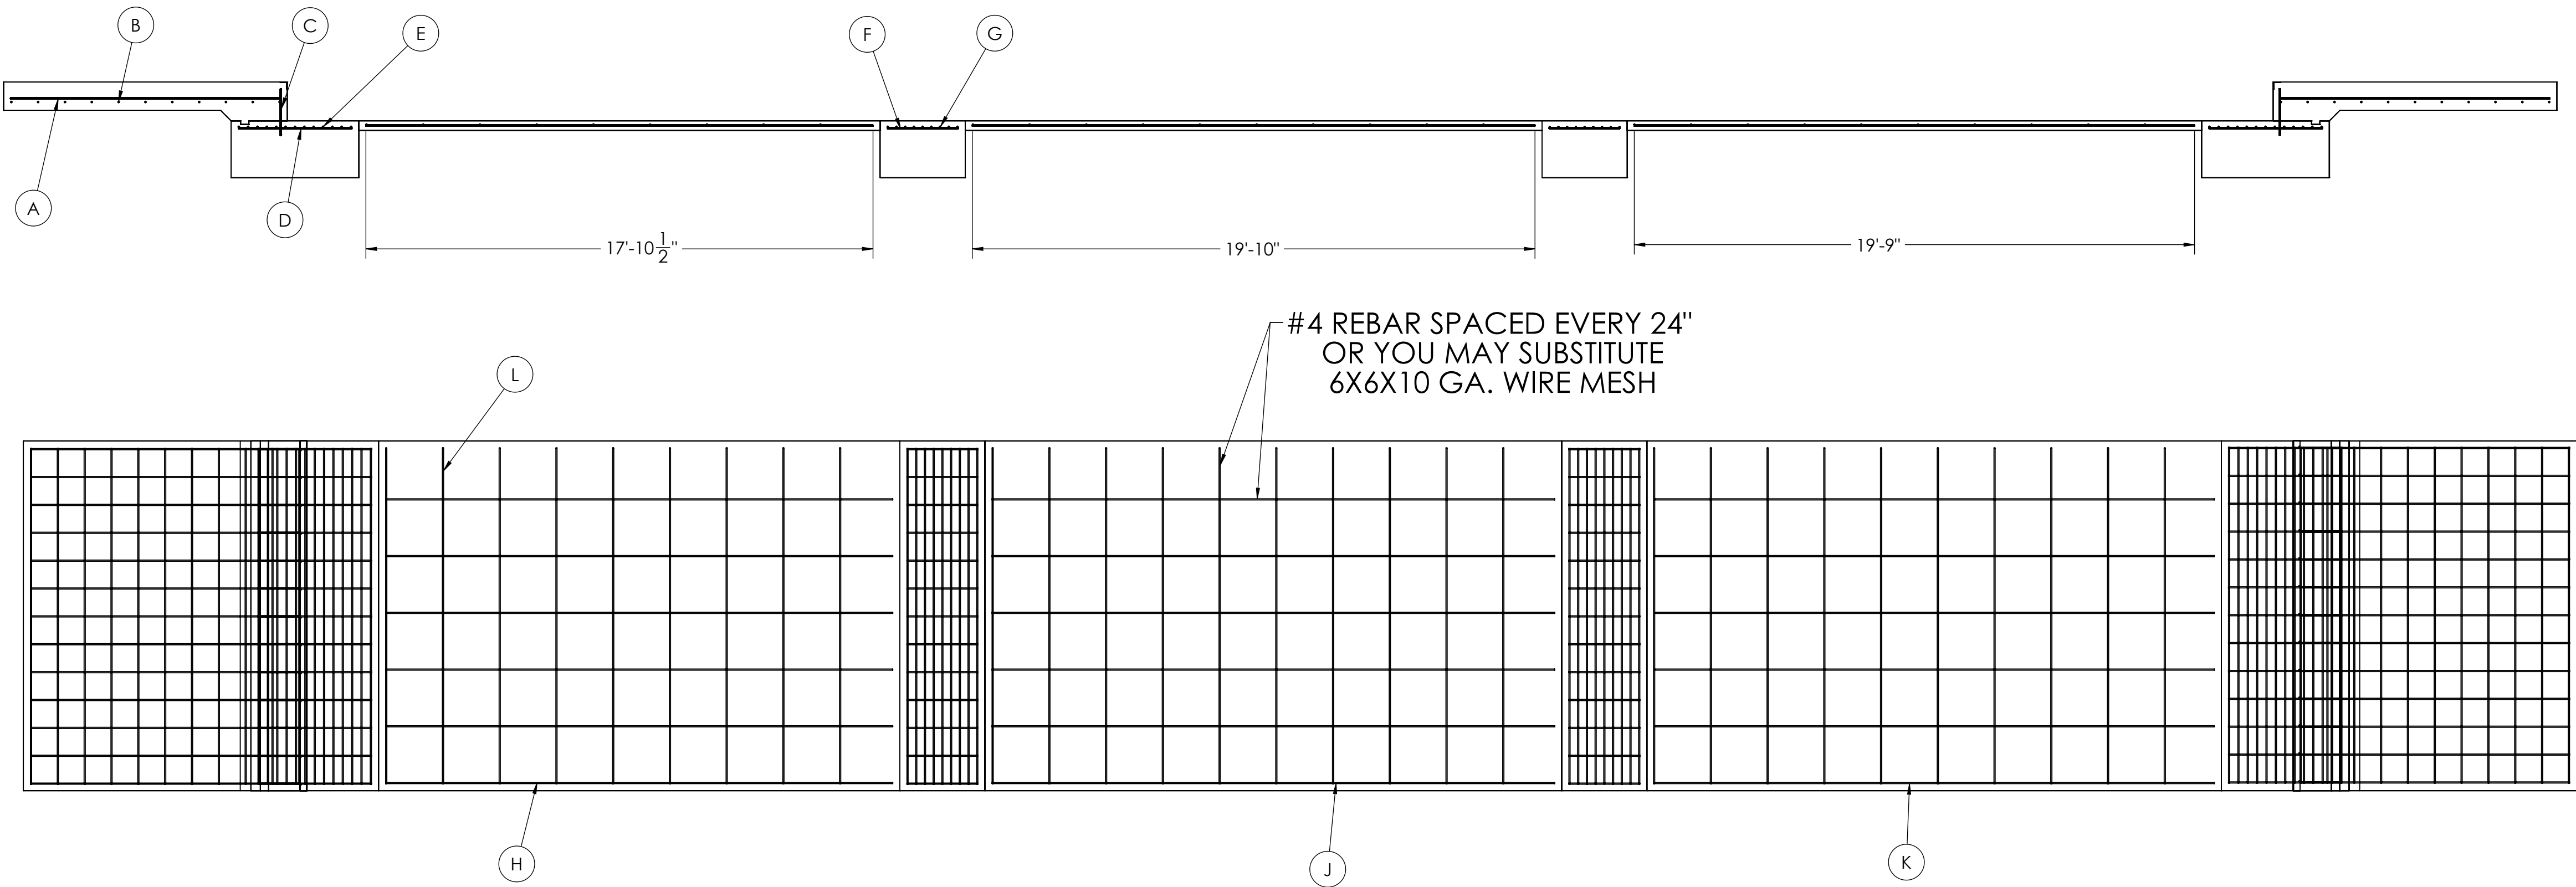 B
C
E
F
G
A
D
17'-10 1/2"
19'-10"
19'-9"
#4 REBAR SPACED EVERY 24"
OR YOU MAY SUBSTITUTE
6X6X10 GA. WIRE MESH
L
H
J
K